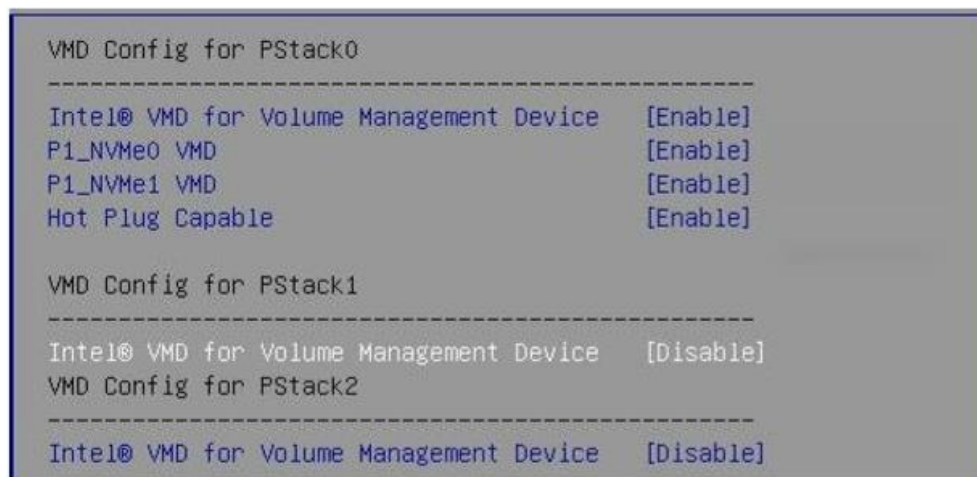 VMD Config for PStack0
------------------------------------------------------
Intel® VMD for Volume Management Device [Enable]
P1_NVMe0 VMD [Enable]
P1_NVMe1 VMD [Enable]
Hot Plug Capable [Enable]
VMD Config for PStack1
------------------------------------------------------
Intel® VMD for Volume Management Device [Disable]
VMD Config for PStack2
------------------------------------------------------
Intel® VMD for Volume Management Device [Disable]